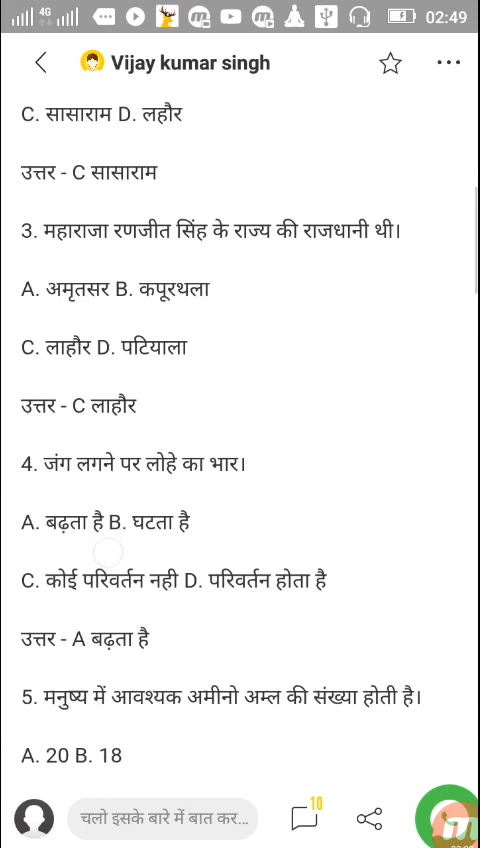 4G 02:49
Vijay kumar singh
C. सासाराम D. लहौर
उत्तर - C सासाराम
3. महाराजा रणजीत सिंह के राज्य की राजधानी थी।
A. अमृतसर B. कपूरथला
C. लाहौर D. पटियाला
उत्तर - C लाहौर
4. जंग लगने पर लोहे का भार।
A. बढ़ता है B. घटता है
C. कोई परिवर्तन नही D. परिवर्तन होता है
उत्तर - A बढ़ता है
5. मनुष्य में आवश्यक अमीनो अम्ल की संख्या होती है।
A. 20 B. 18
चलो इसके बारे में बात कर...
10